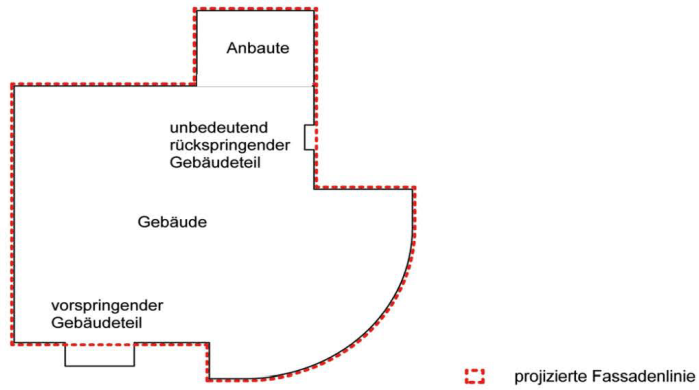 Anbaute
unbedeutend
rückspringender
Gebäudeteil
Gebäude
vorspringender
Gebäudeteil
projizierte Fassadenlinie